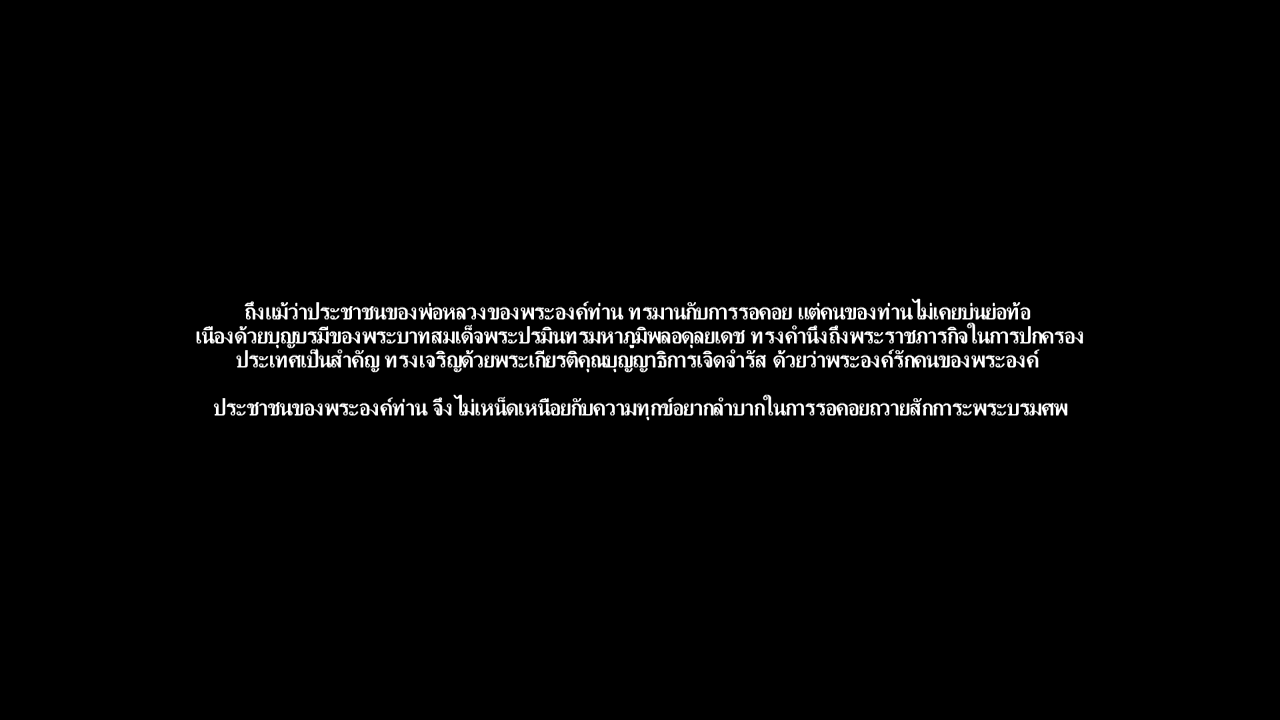 ถึงแม้ว่าประชาชนของพ่อหลวงของพระองค์ท่าน ทรมานกับการรอคอย แต่คนของท่านไม่เคยบ่นย่อท้อ
เนื่องด้วยบุญบรมีของพระบาทสมเด็จพระปรมินทรมหาภูมิพลอดุลยเดช ทรงคำนึงถึงพระราชภารกิจในการปกครอง
ประเทศเป็นสำคัญ ทรงเจริญด้วยพระเกียรติคุณบุญญาธิการเจิดจำรัส ด้วยว่าพระองค์รักคนของพระองค์
ประชาชนของพระองค์ท่าน จึงไม่เหน็ดเหนือยกับความทุกข์อยากลำบากในการรอคอยถวายสักการะพระบรมศพ